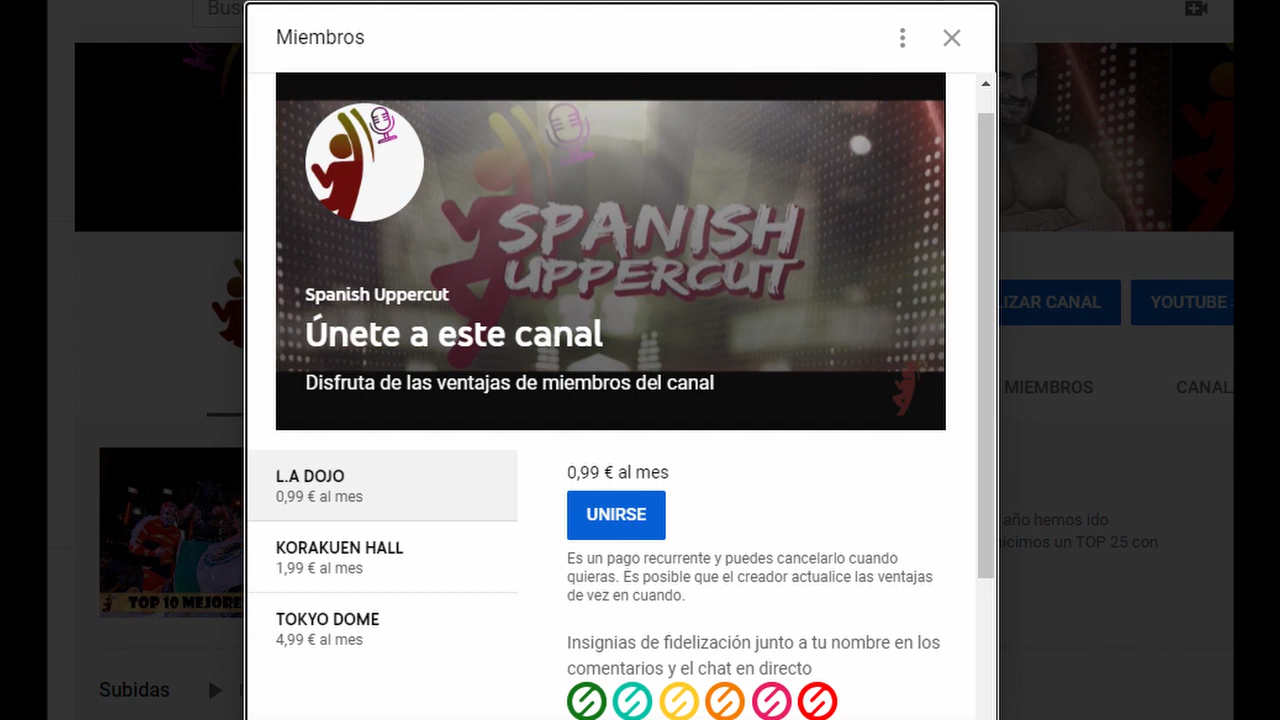 Bus
Miembros
SPANISH
UPPERCUT
Spanish Uppercut
Únete a este canal
Disfruta de las ventajas de miembros del canal
LIZAR CANAL
YOUTUBE
MIEMBROS
CANAL
L.A DOJO
0,99 € al mes
KORAKUEN HALL
1,99 € al mes
TOKYO DOME
4,99 € al mes
0,99 € al mes
UNIRSE
Es un pago recurrente y puedes cancelarlo cuando
quieras. Es posible que el creador actualice las ventajas
de vez en cuando.
Insignias de fidelización junto a tu nombre en los
comentarios y el chat en directo
año hemos ido
hicimos un TOP 25 con
TOP 10 MEJORE
Subidas